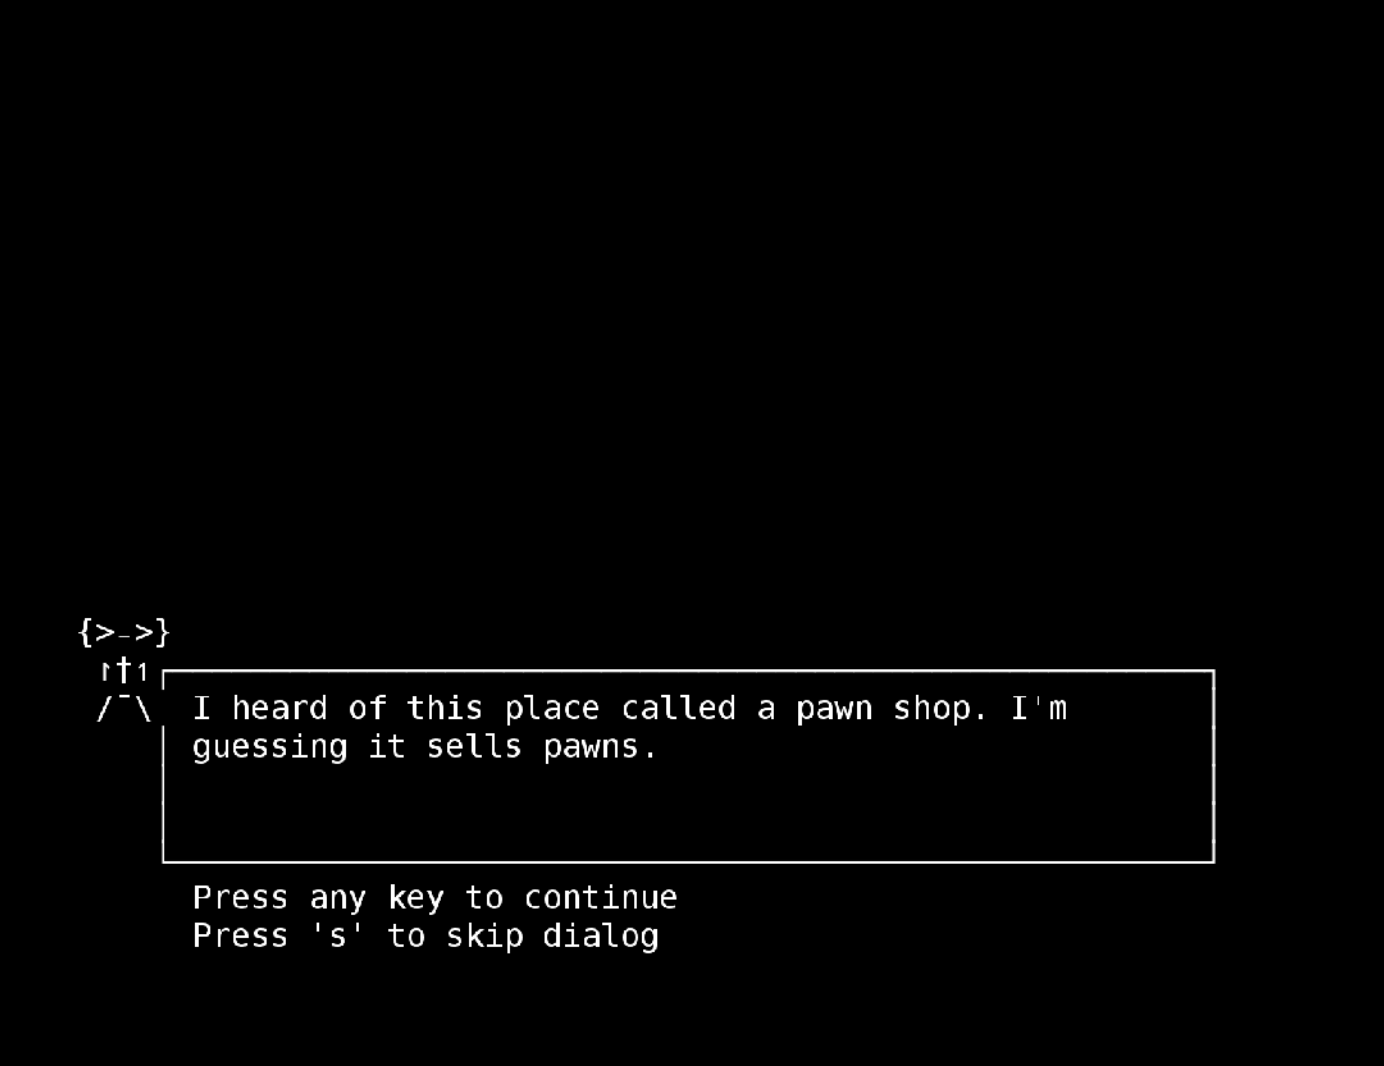 {>->}
↾†↿
/¯\
I heard of this place called a pawn shop. I'm
guessing it sells pawns.
Press any key to continue
Press 's' to skip dialog